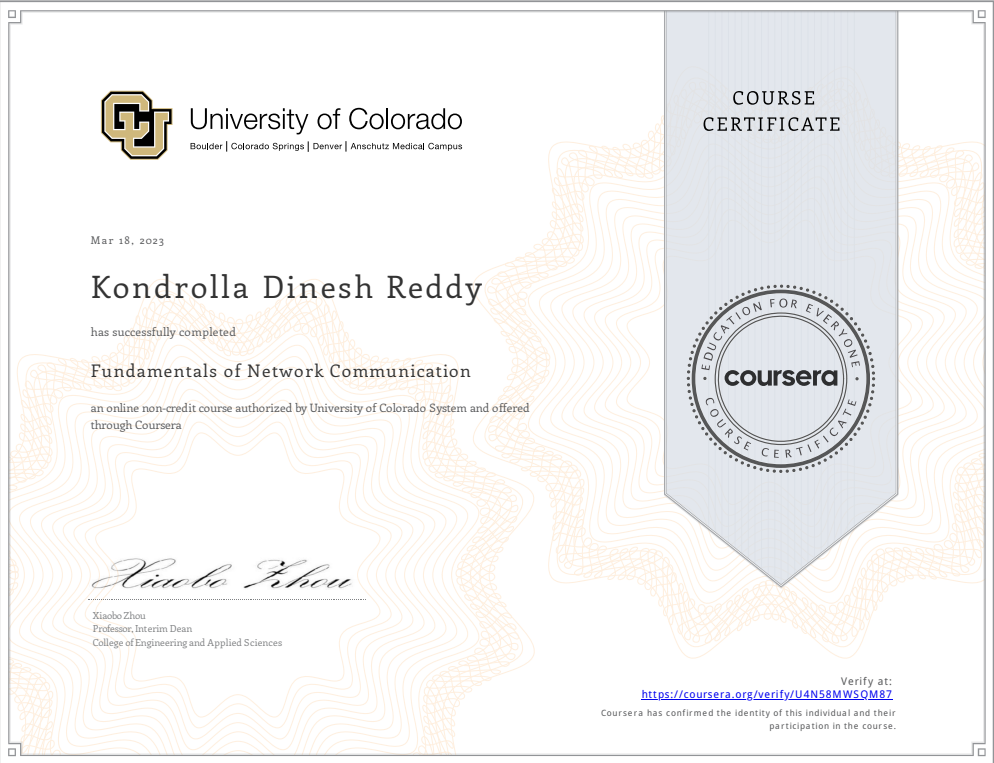 CU
University of Colorado
Boulder | Colorado Springs | Denver | Anschutz Medical Campus
COURSE
CERTIFICATE
Mar 18, 2023
Kondrolla Dinesh Reddy
has successfully completed
Fundamentals of Network Communication
an online non-credit course authorized by University of Colorado System and offered
through Coursera
EDUCATION FOR EVERYONE
coursera
COURSE CERTIFICATE
Xiaobo Zhou
Xiaobo Zhou
Professor, Interim Dean
College of Engineering and Applied Sciences
Verify at:
https://coursera.org/verify/U4N58MWSQM87
Coursera has confirmed the identity of this individual and their
participation in the course.